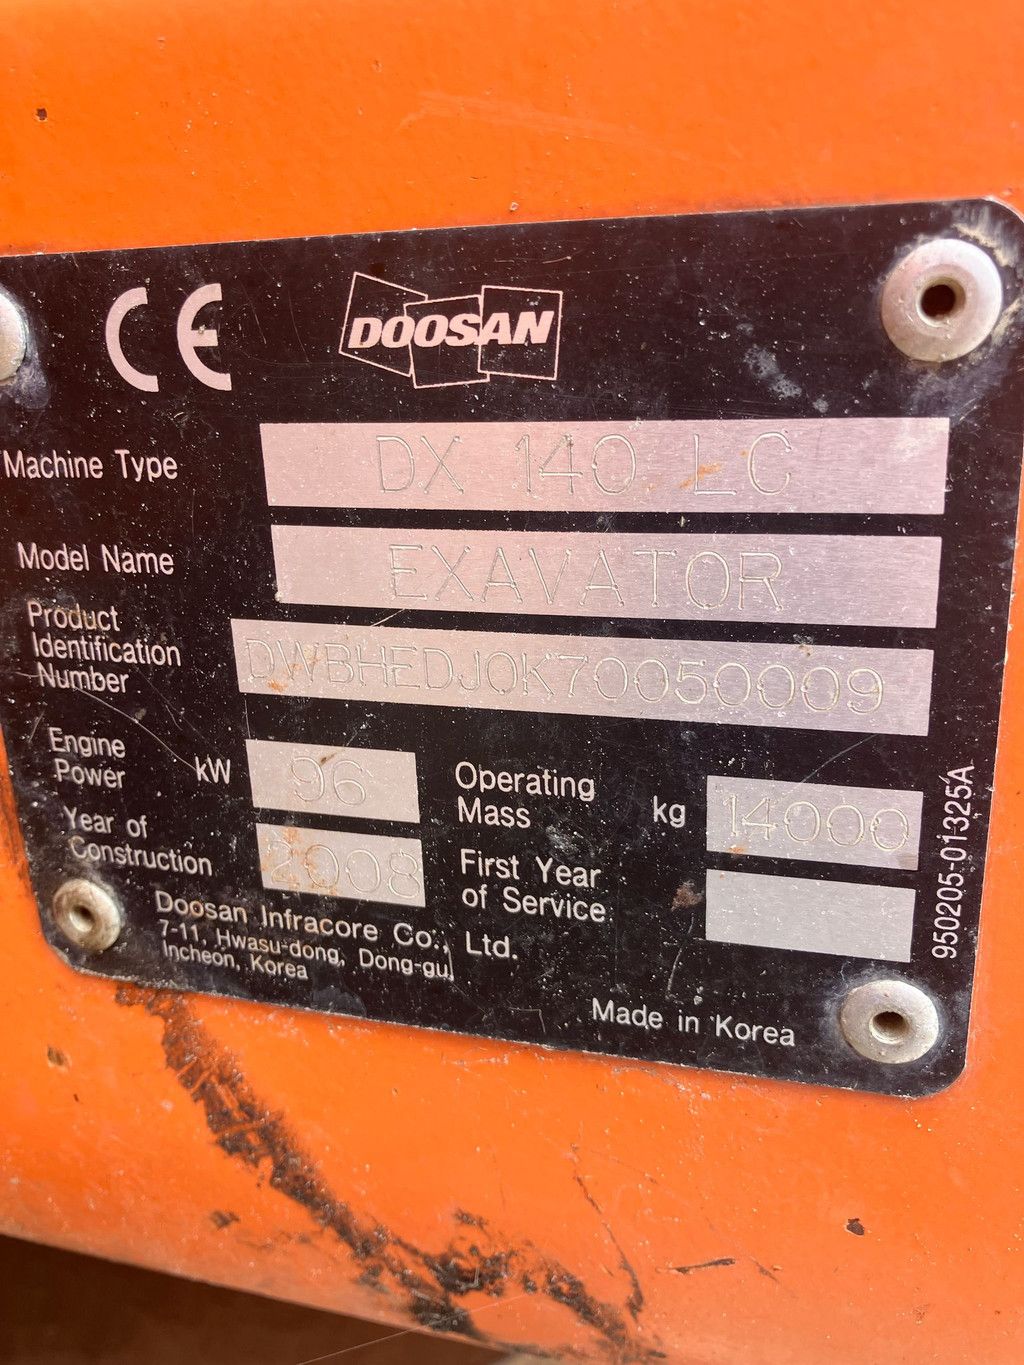 CE
DOOSAN
Machine Type DX 140 LC
Model Name EXAVATOR
Product
Identification
Number
DWBHEDJOK70050009
Engine
Power kW 96
Operating
Mass kg 14000
Year of
Construction 2008
First Year
of Service
Doosan Infracore Co., Ltd.
7-11, Hwasu-dong, Dong-gu,
Incheon, Korea
Made in Korea
950205-01325A